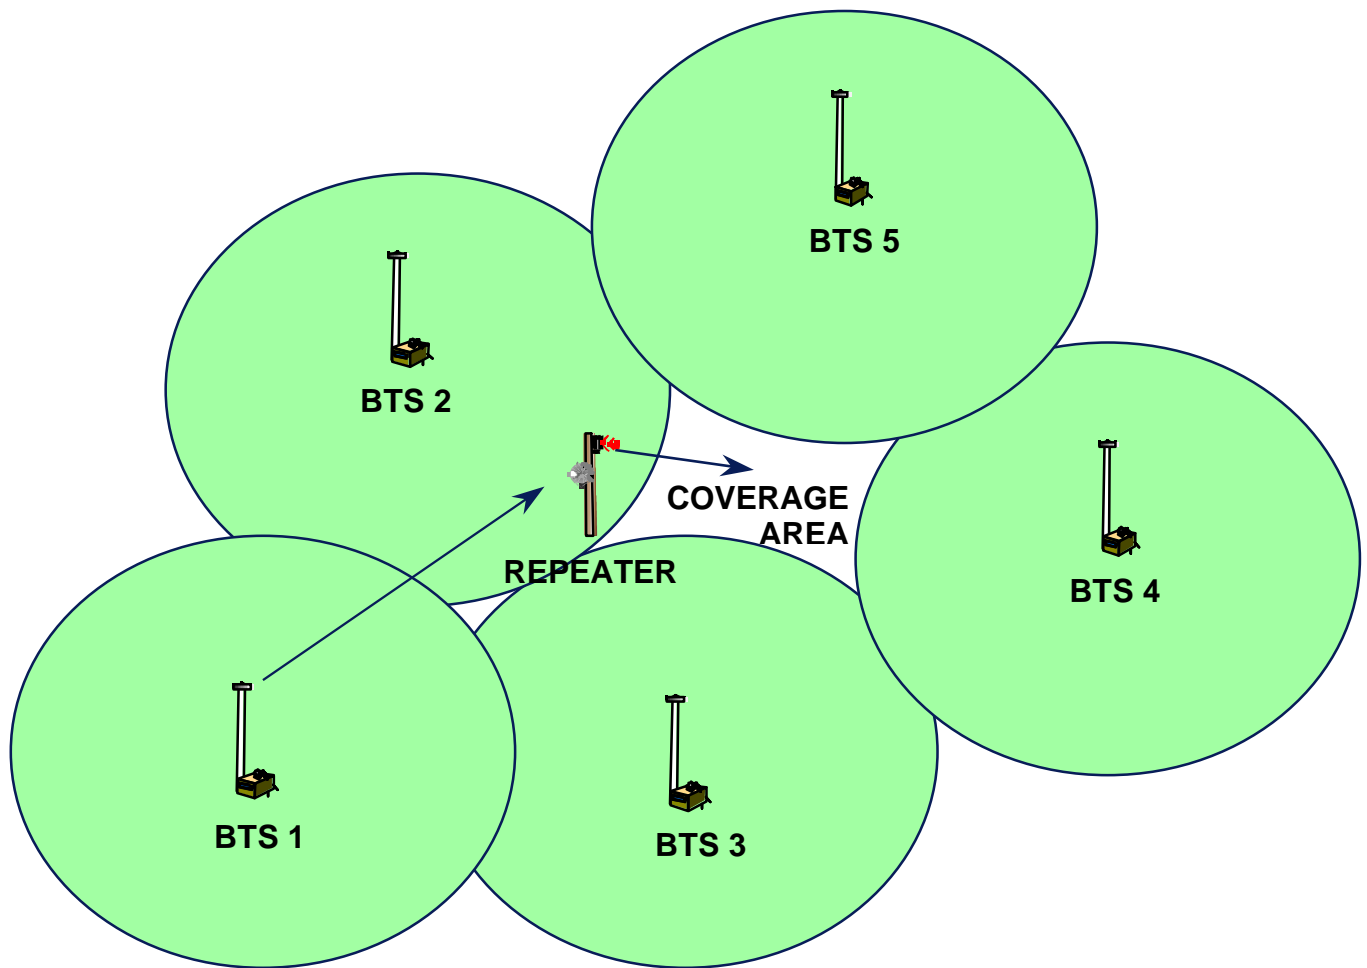 BTS 5
BTS 2
COVERAGE
AREA
REPEATER
BTS 4
BTS 1
BTS 3